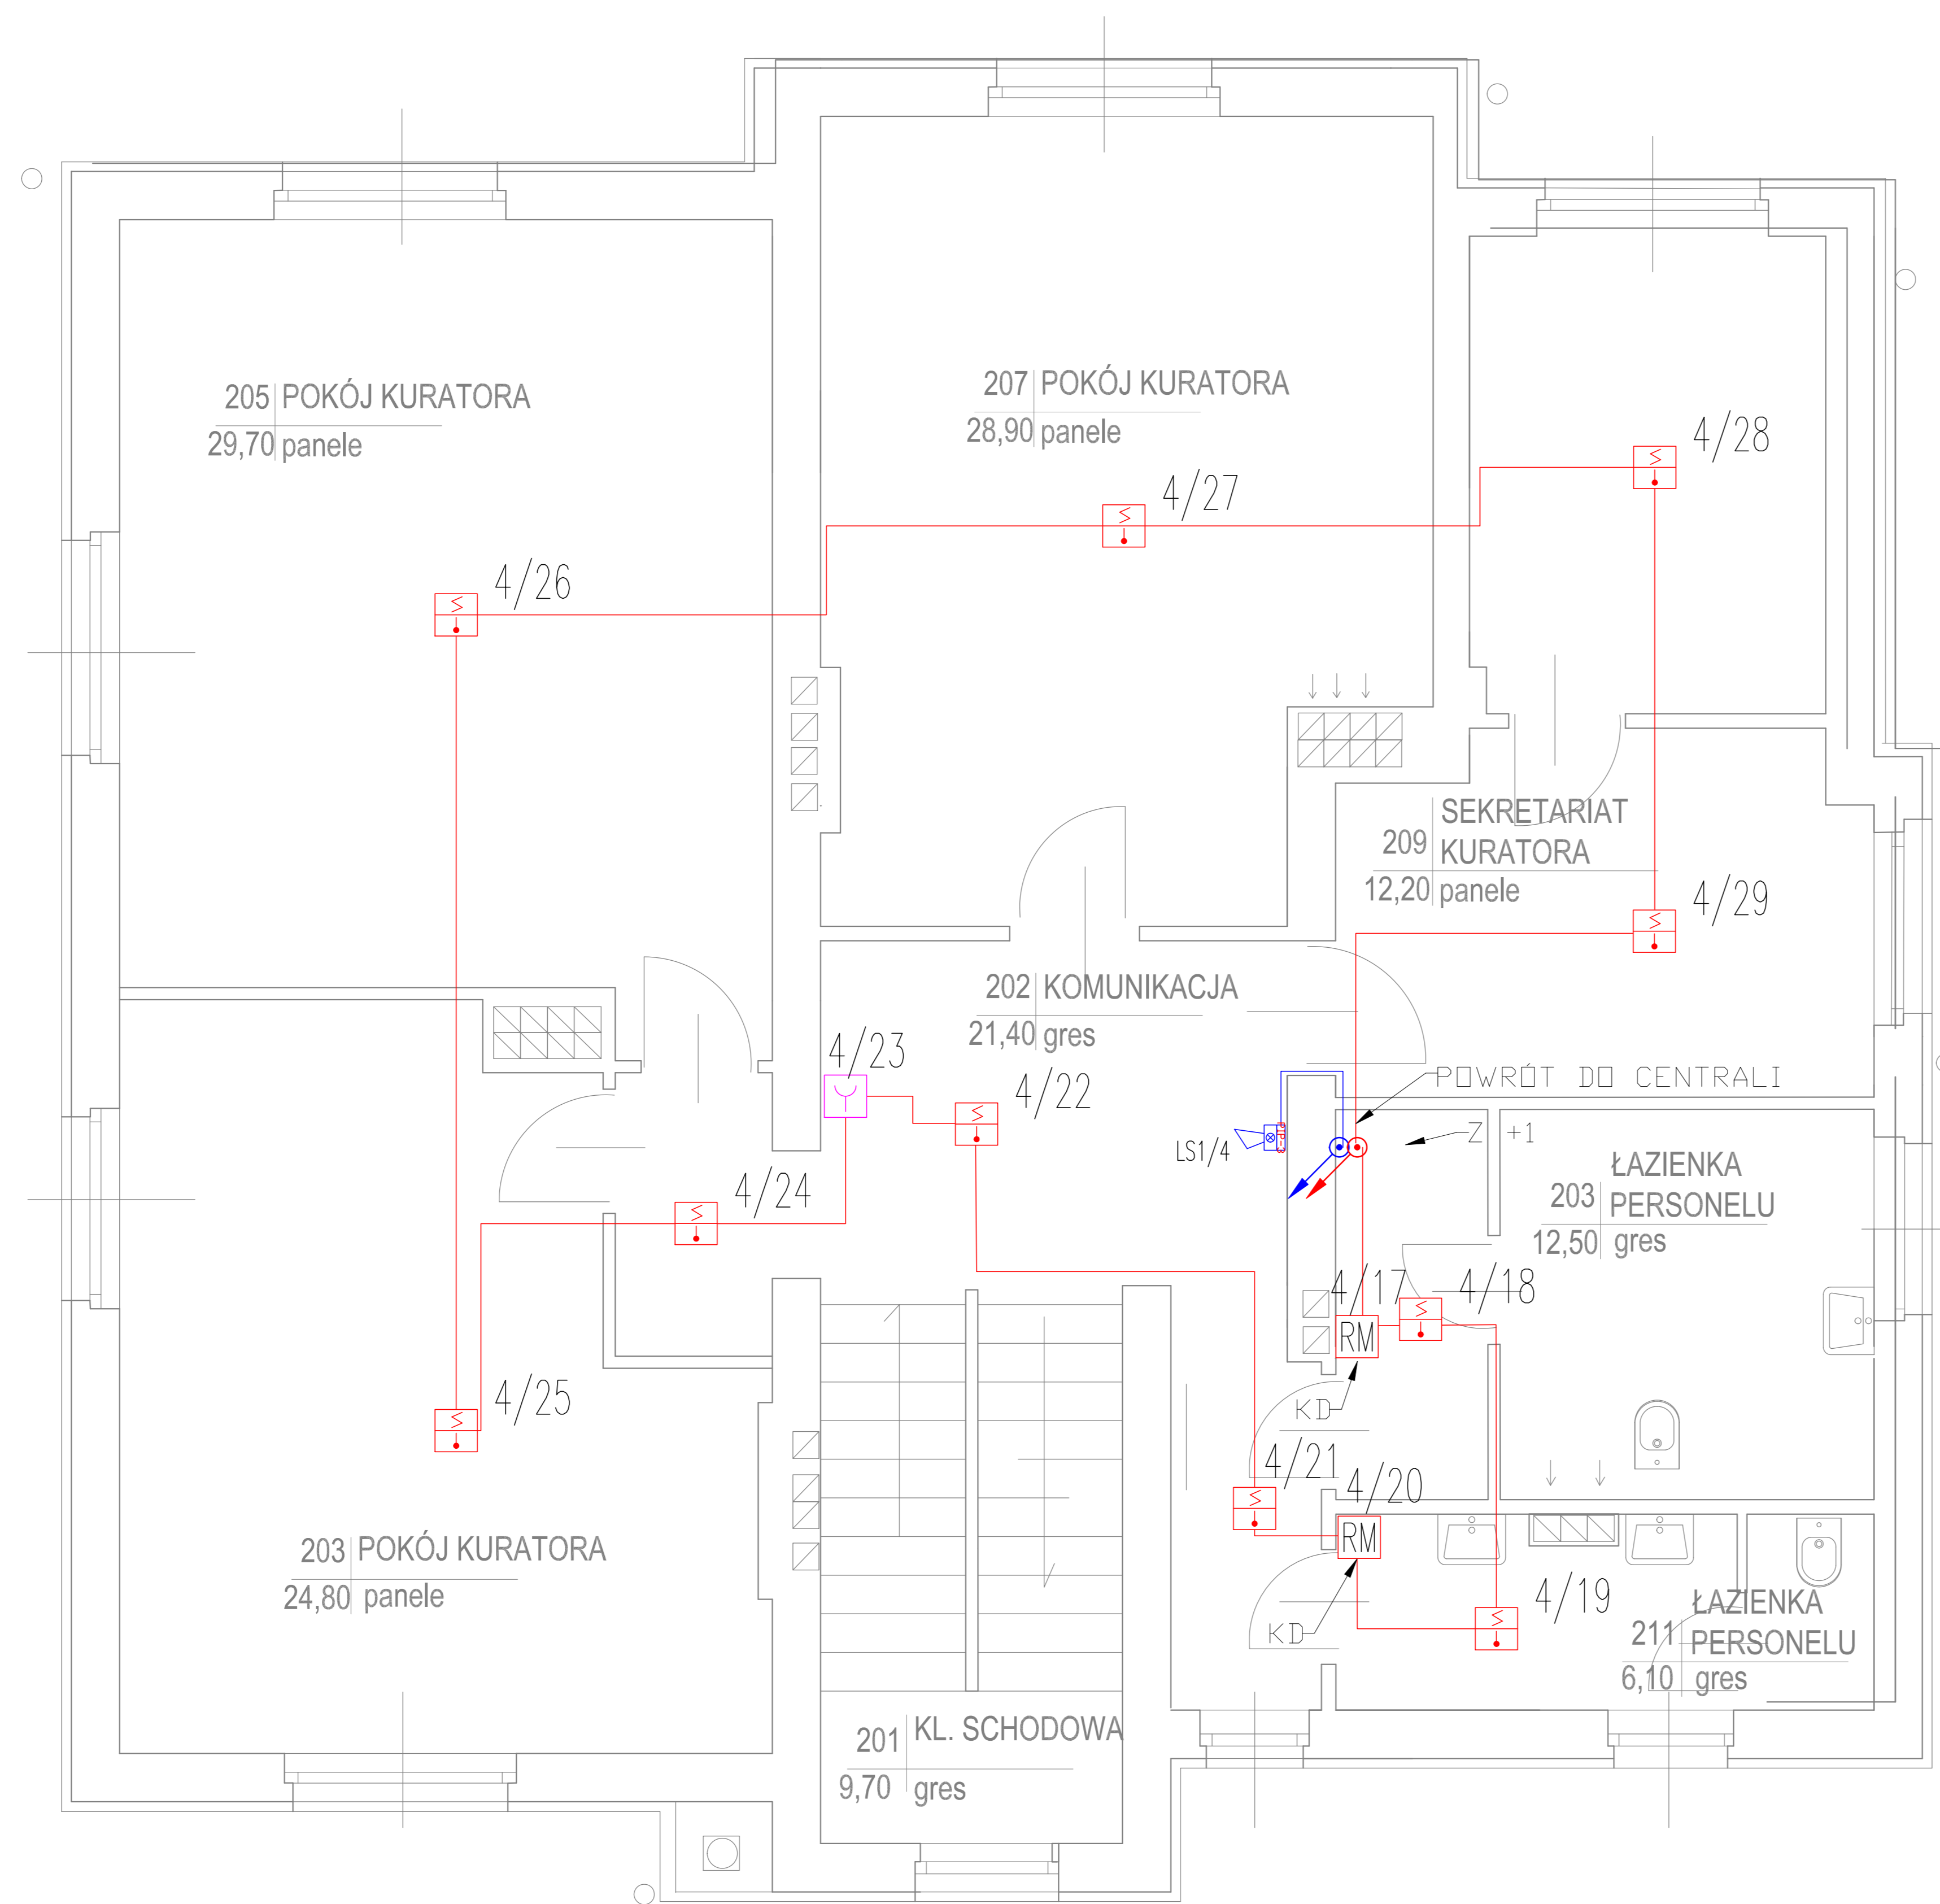 205 POKÓJ KURATORA
29,70 panele
207 POKÓJ KURATORA
28,90 panele
4/28
4/27
4/26
SEKRETARIAT
209 KURATORA
12,20 panele
4/29
202 KOMUNIKACJA
21,40 gres
4/23
4/22
POWRÓT DO CENTRALI
LS1/4
Z +1
ŁAZIENKA
203 PERSONELU
12,50 gres
4/24
4/17
4/18
RM
KD
4/25
4/21
4/20
RM
203 POKÓJ KURATORA
24,80 panele
4/19
KD
ŁAZIENKA
211 PERSONELU
6,10 gres
201 KL. SCHODOWA
9,70 gres